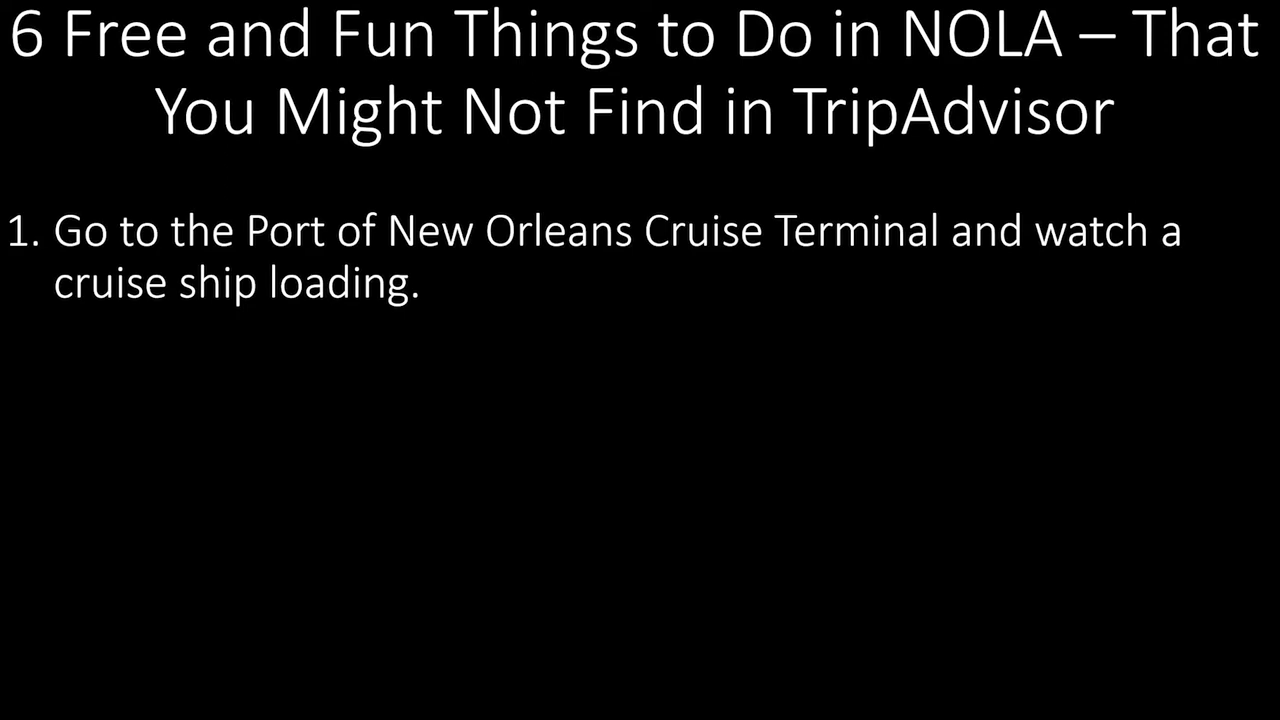 6 Free and Fun Things to Do in NOLA – That
You Might Not Find in TripAdvisor
1. Go to the Port of New Orleans Cruise Terminal and watch a
cruise ship loading.